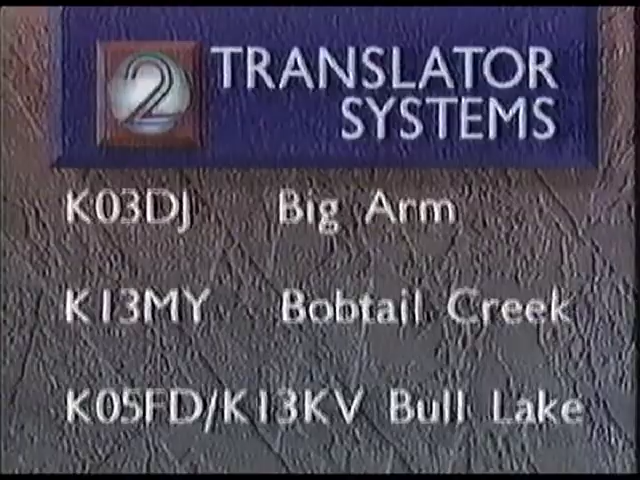 2 TRANSLATOR
SYSTEMS
K03DJ Big Arm
K13MY Bobtail Creek
K05FD/K13KV Bull Lake